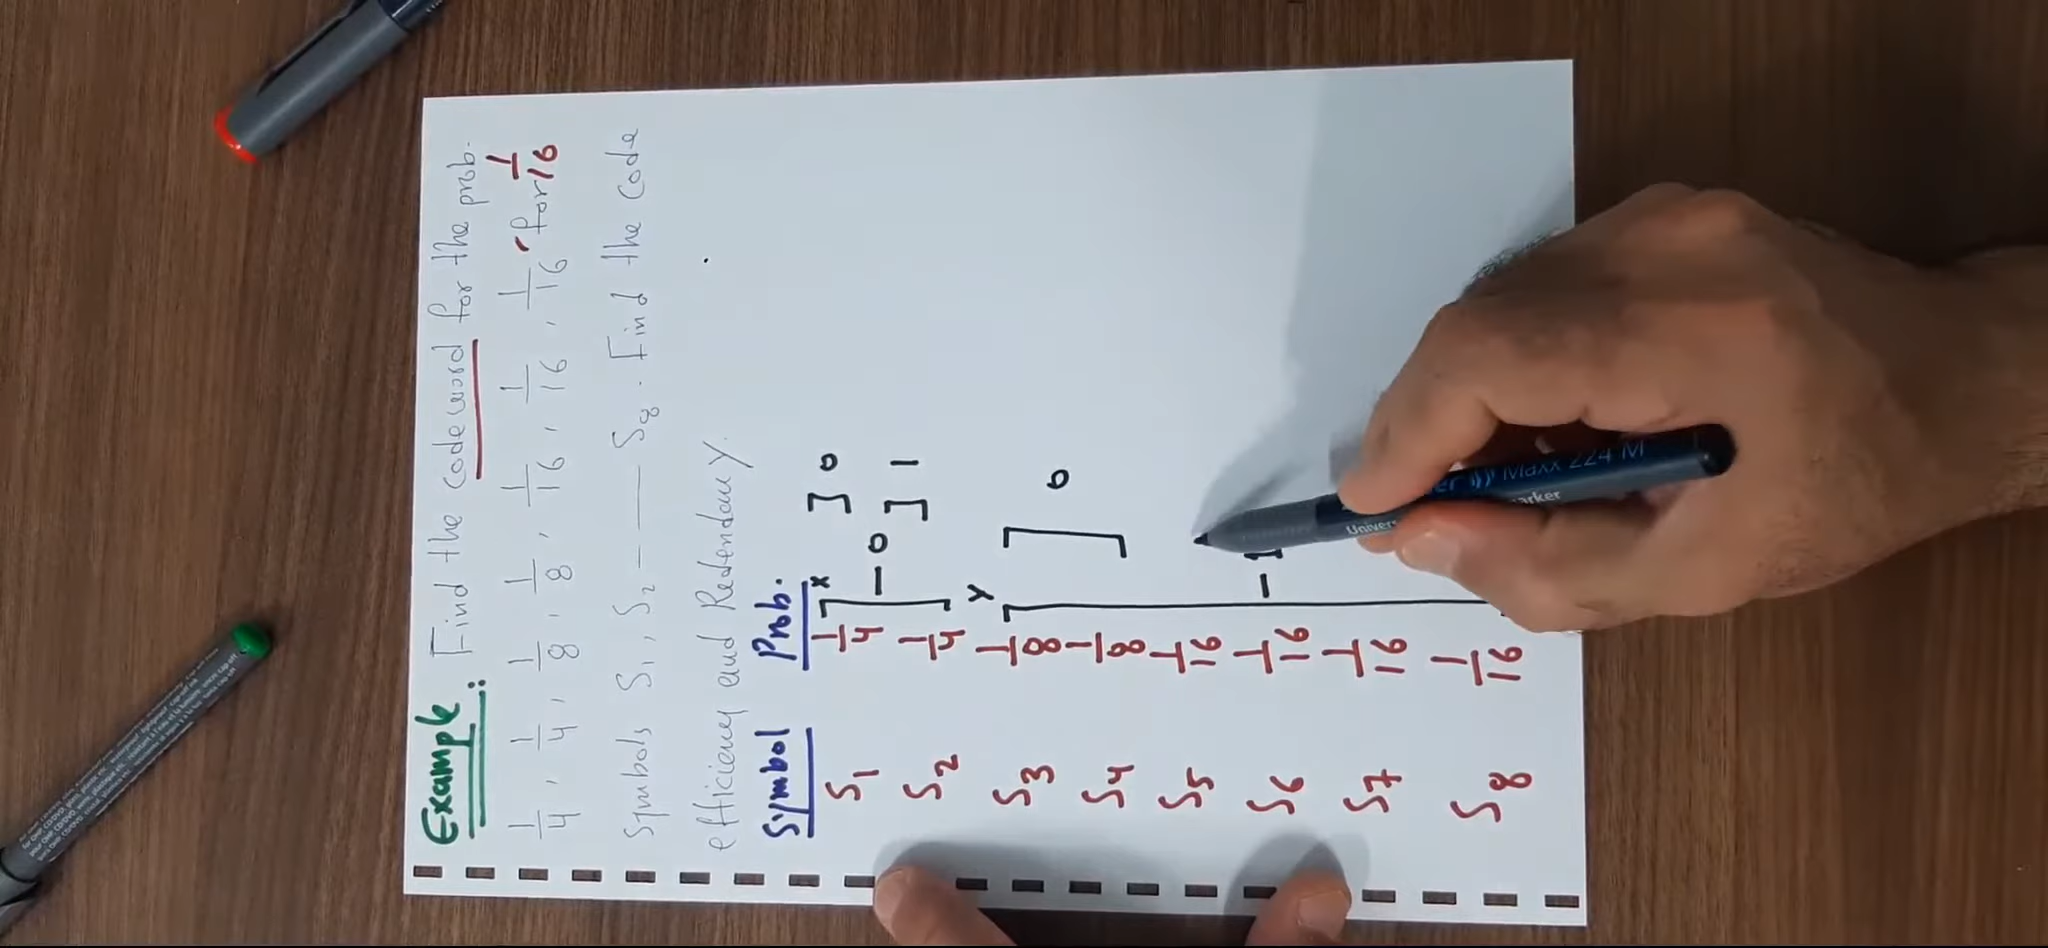 Example: Find the code word for the prob.
1/4, 1/4, 1/8, 1/8, 1/16, 1/16, 1/16, 1/16 for
Symbols S1, S2 —— S8. Find the code
efficiency and Redendancy.
Symbol Prob.
S1 1/4 x ] 0
— 0
S2 1/4 ] 1
y
S3 1/8
0
S4 1/8
S5 1/16
S6 1/16 — 1
S7 1/16
S8 1/16
Maxx 224 M
Univers
arker